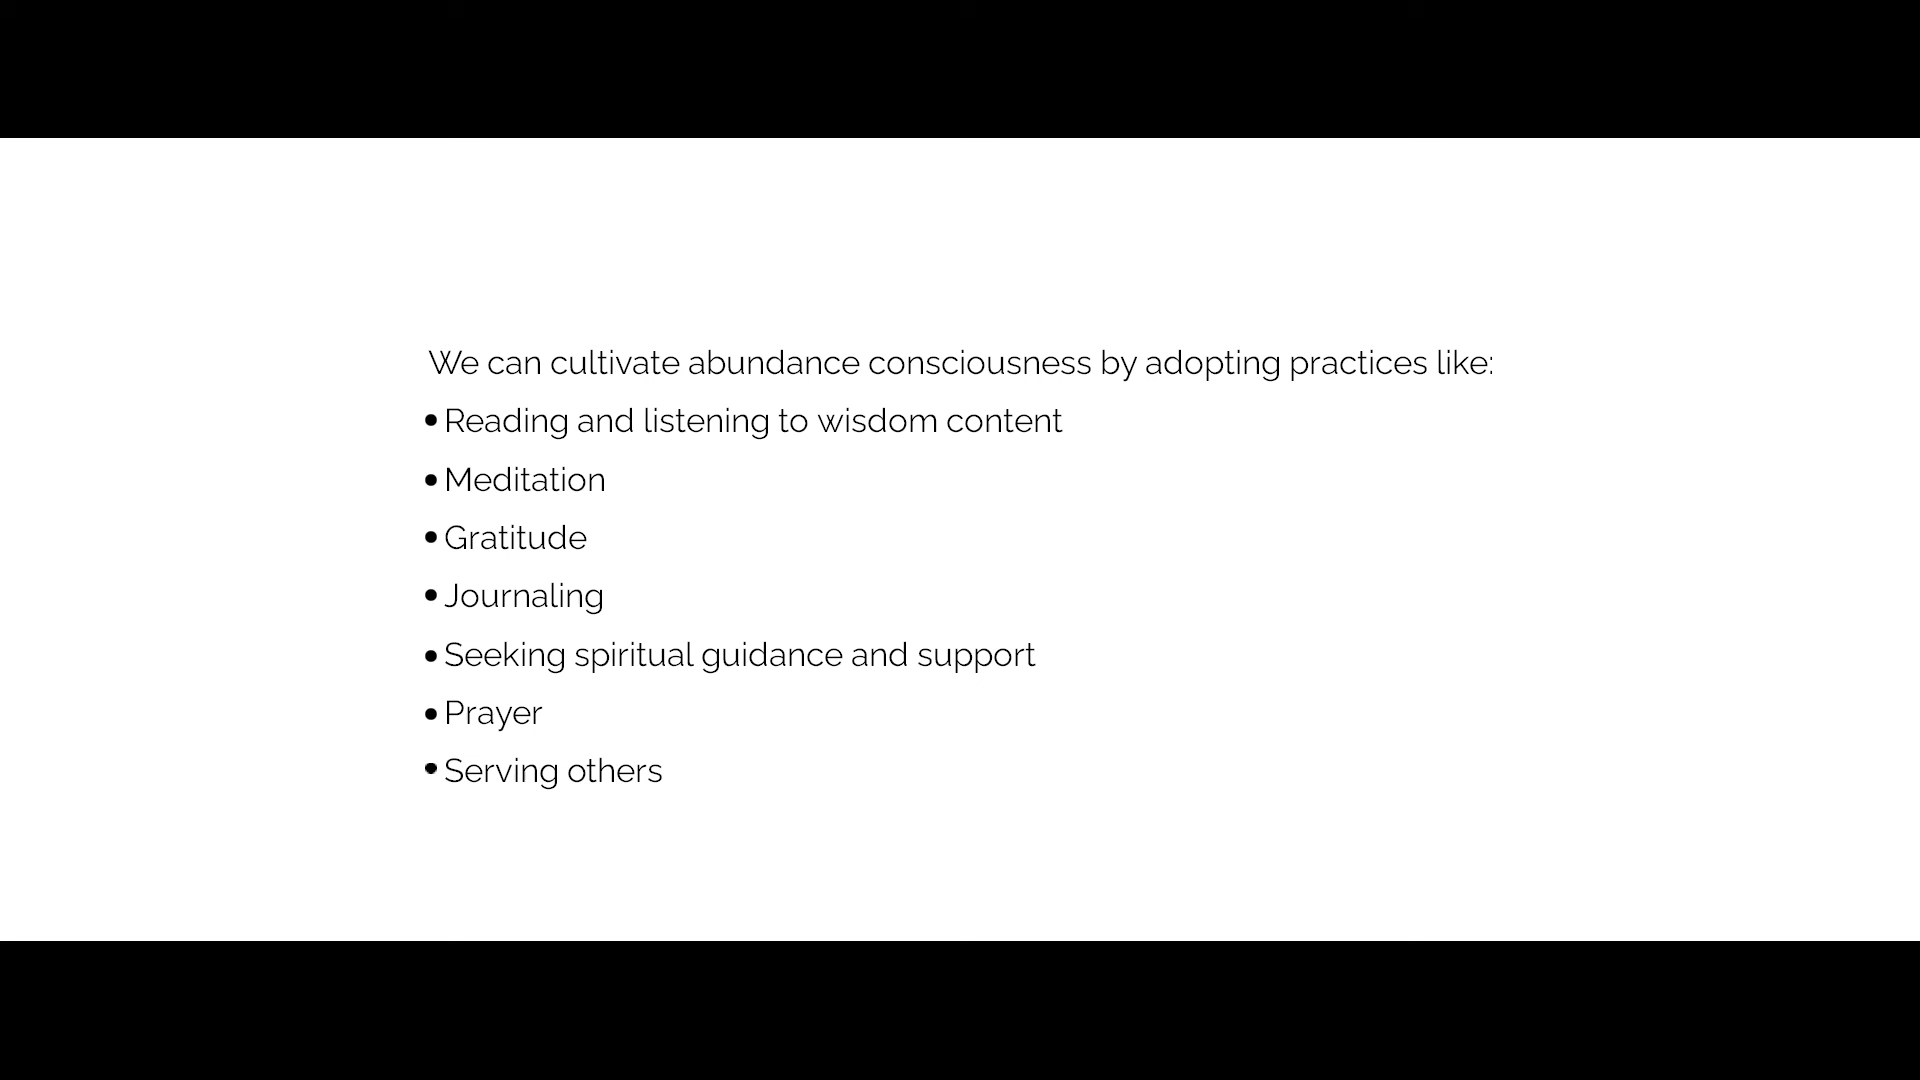 We can cultivate abundance consciousness by adopting practices like:
• Reading and listening to wisdom content
• Meditation
• Gratitude
• Journaling
• Seeking spiritual guidance and support
• Prayer
• Serving others